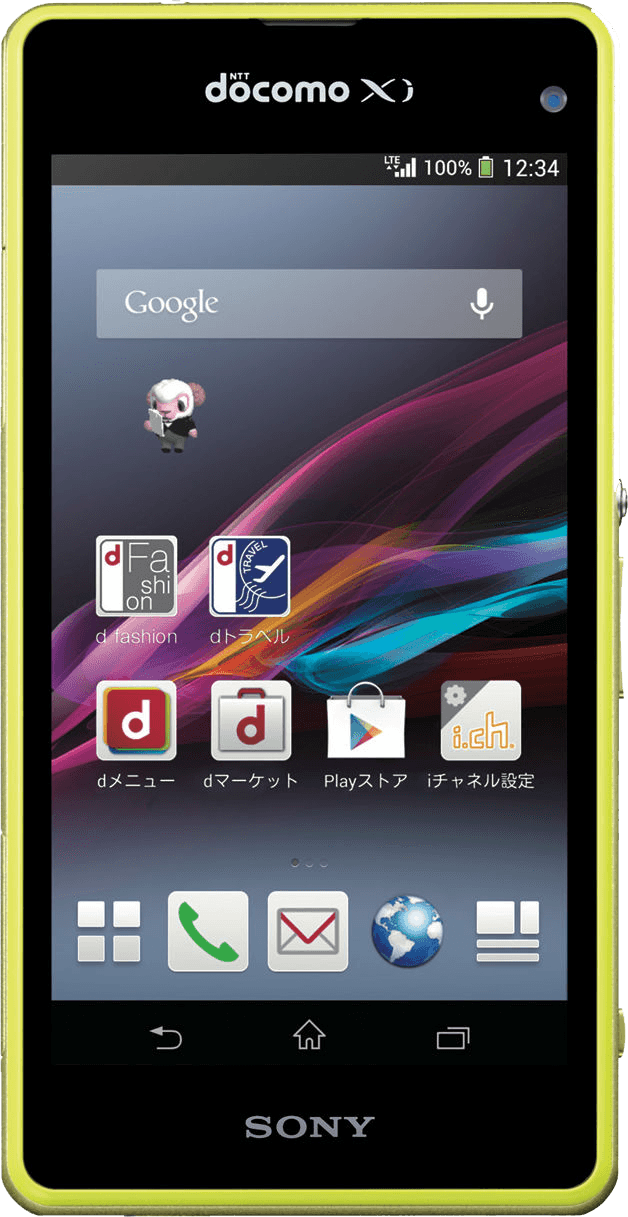 NTT
döcomo Xi
LTE 100% 12:34
Google
d Fa
shi
on
d TRAVEL
d fashion dトラベル
d d i.ch.
dメニュー dマーケット Playストア iチャネル設定
SONY